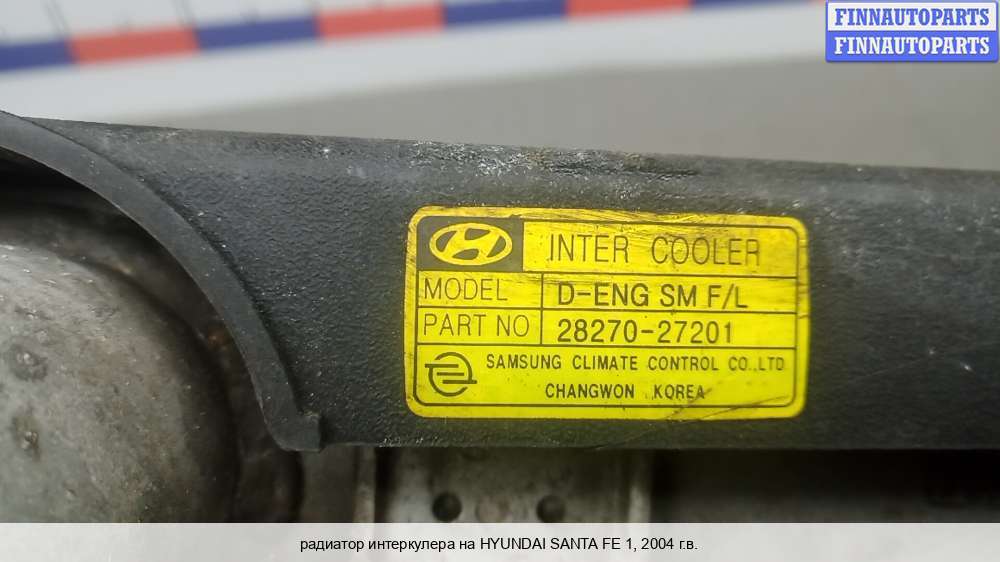 FINNAUTOPARTS
FINNAUTOPARTS
INTER COOLER
MODEL D-ENG SM F/L
PART NO 28270-27201
SAMSUNG CLIMATE CONTROL CO.,LTD
CHANGWON KOREA
радиатор интеркулера на HYUNDAI SANTA FE 1, 2004 г.в.